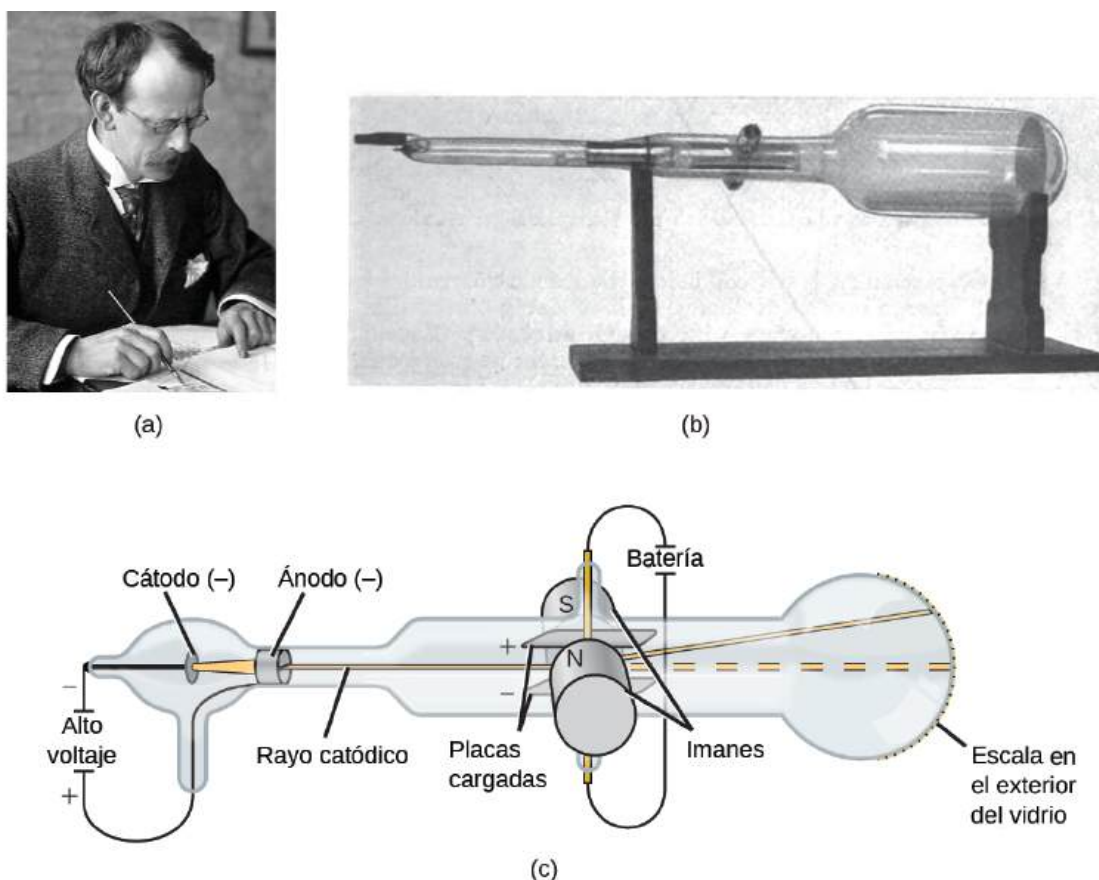 (a)
(b)
Cátodo (–)
Ánodo (–)
Batería
S
+
N
–
–
Alto
voltaje
+
Rayo catódico
Placas
cargadas
Imanes
Escala en
el exterior
del vidrio
(c)